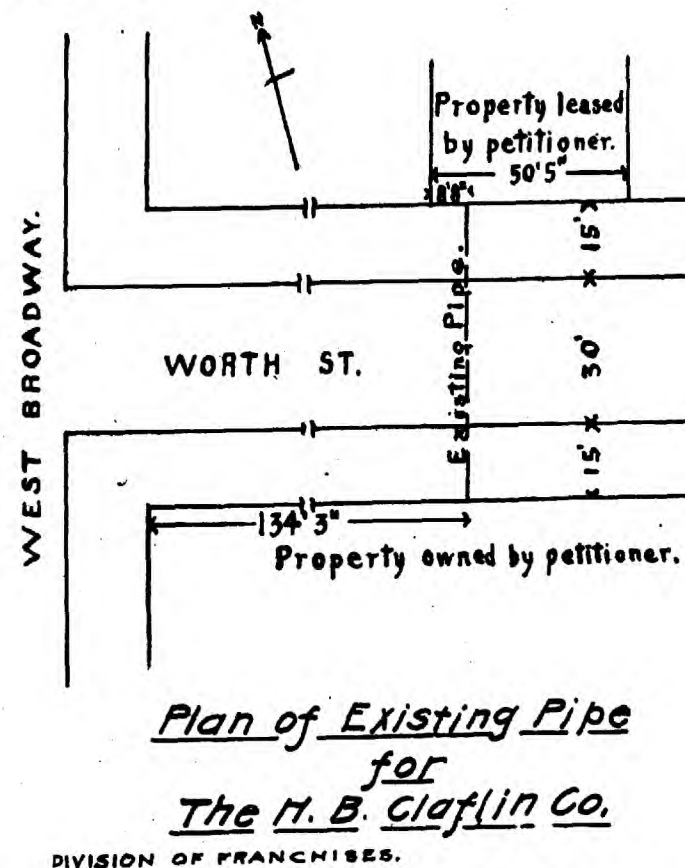 N
Property leased
by petitioner.
50'5"
8'8"
15'
WEST BROADWAY.
WORTH ST.
Existing Pipe.
30'
15'
134'3"
Property owned by petitioner.
Plan of Existing Pipe
for
The H. B. Claflin Co.
DIVISION OF FRANCHISES.